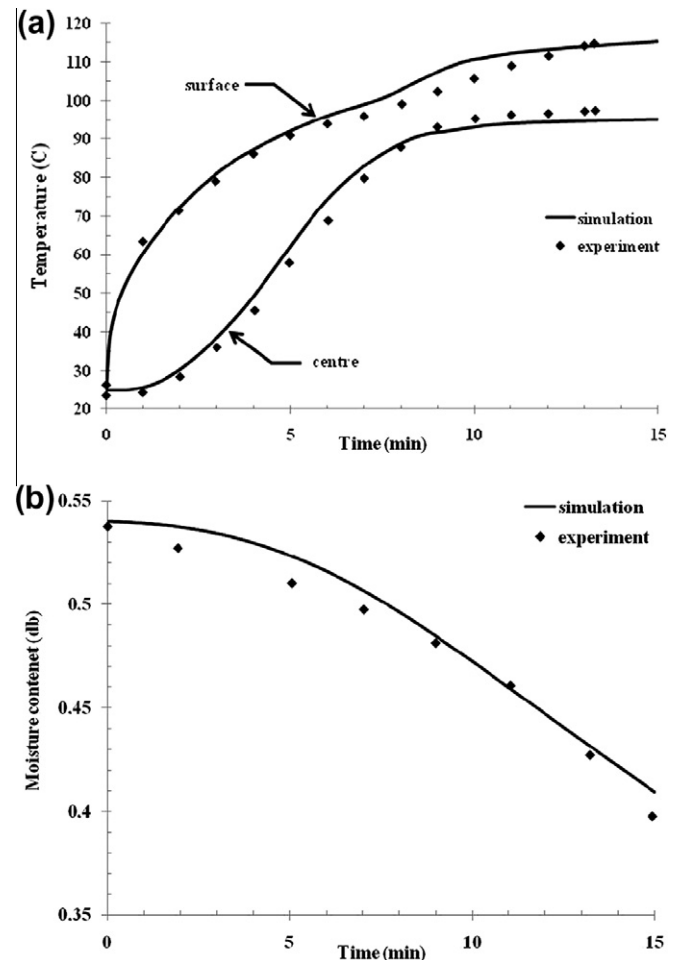 (a)
120
110
100
90
80
70
60
50
40
30
20
Temperature (C)
surface
centre
simulation
experiment
0
5
10
15
Time (min)
(b)
0.55
0.5
0.45
0.4
0.35
Moisture contenet (db)
simulation
experiment
0
5
10
15
Time (min)